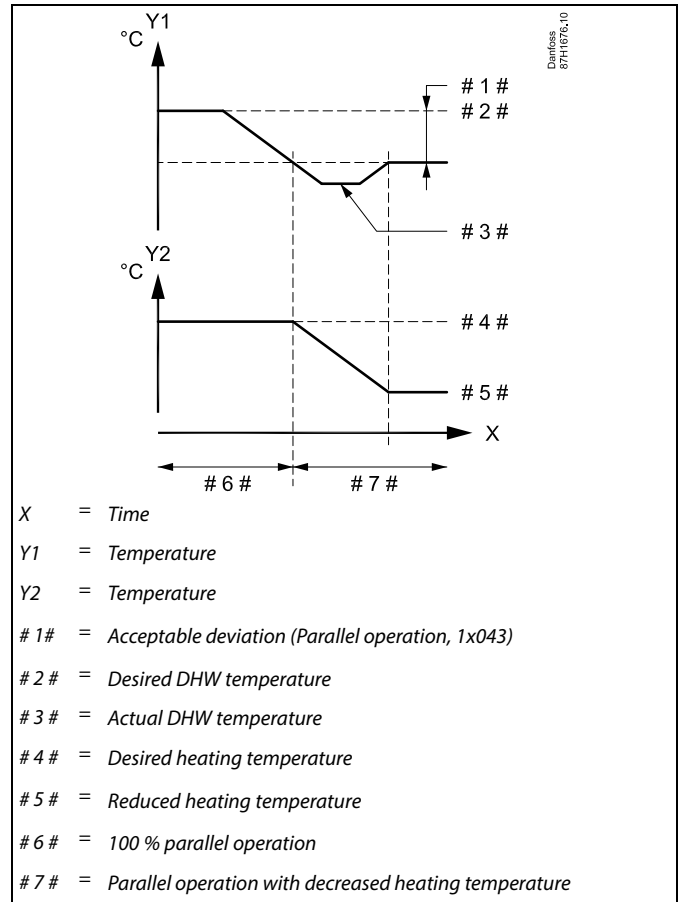 Y1
°C
Danfoss
87H1676.10
# 1 #
# 2 #
# 3 #
Y2
°C
# 4 #
# 5 #
X
# 6 #
# 7 #
X = Time
Y1 = Temperature
Y2 = Temperature
# 1# = Acceptable deviation (Parallel operation, 1x043)
# 2 # = Desired DHW temperature
# 3 # = Actual DHW temperature
# 4 # = Desired heating temperature
# 5 # = Reduced heating temperature
# 6 # = 100 % parallel operation
# 7 # = Parallel operation with decreased heating temperature